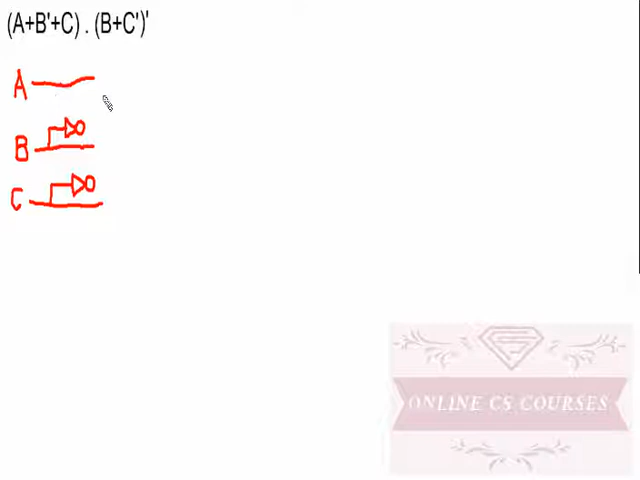 (A+B'+C) . (B+C')'
A
B
C
ONLINE CS COURSES